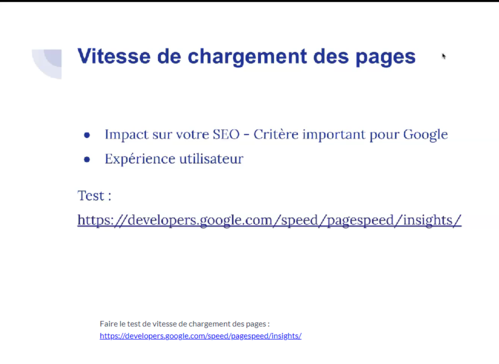 Vitesse de chargement des pages
● Impact sur votre SEO - Critère important pour Google
● Expérience utilisateur
Test :
https://developers.google.com/speed/pagespeed/insights/
Faire le test de vitesse de chargement des pages :
https://developers.google.com/speed/pagespeed/insights/